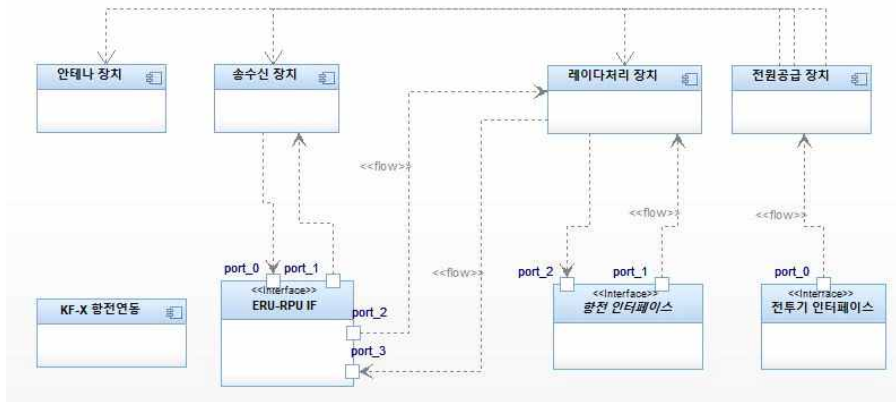 안테나 장치
송수신 장치
레이다처리 장치
전원공급 장치
<<flow>>
<<flow>>
<<flow>>
<<flow>>
port_0
port_1
port_2
port_1
port_0
<<Interface>>
ERU-RPU IF
<<Interface>>
항전 인터페이스
<<Interface>>
전투기 인터페이스
KF-X 항전연동
port_2
port_3